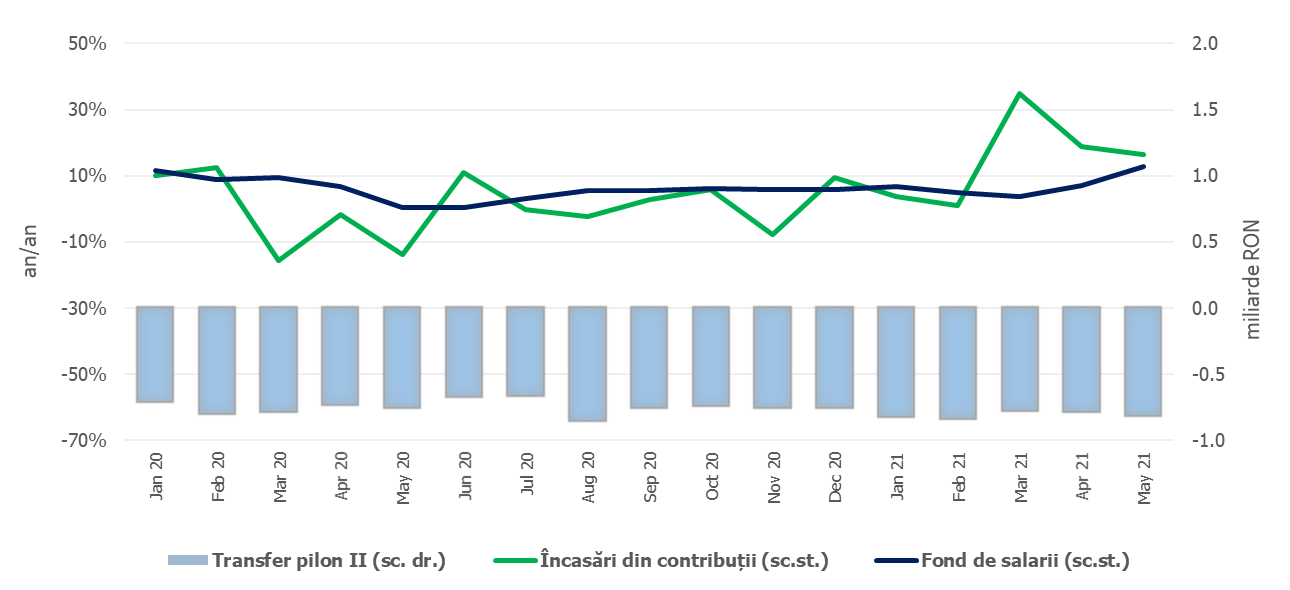 50%
30%
10%
-10%
-30%
-50%
-70%
an/an
2.0
1.5
1.0
0.5
0.0
-0.5
-1.0
miliarde RON
Jan 20
Feb 20
Mar 20
Apr 20
May 20
Jun 20
Jul 20
Aug 20
Sep 20
Oct 20
Nov 20
Dec 20
Jan 21
Feb 21
Mar 21
Apr 21
May 21
Transfer pilon II (sc. dr.)
Încasări din contribuții (sc.st.)
Fond de salarii (sc.st.)